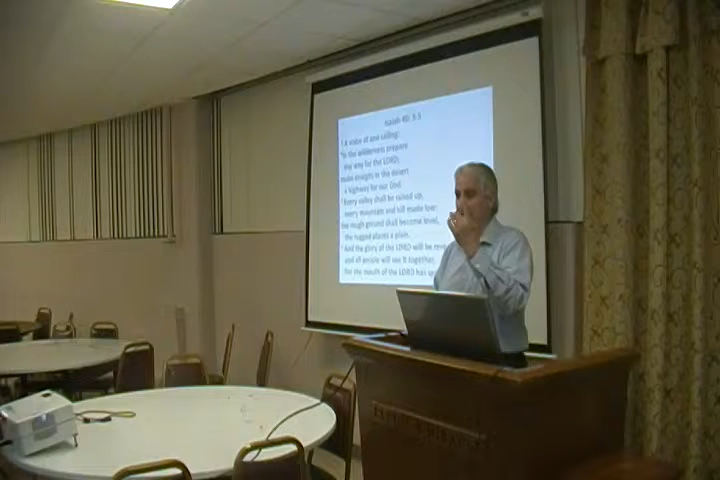 Isaiah 40: 3-5
³ A voice of one calling:
"In the wilderness prepare
the way for the LORD;
make straight in the desert
a highway for our God.
⁴ Every valley shall be raised up,
every mountain and hill made low;
the rough ground shall become level,
the rugged places a plain.
⁵ And the glory of the LORD will be reve
and all people will see it together.
For the mouth of the LORD has sp